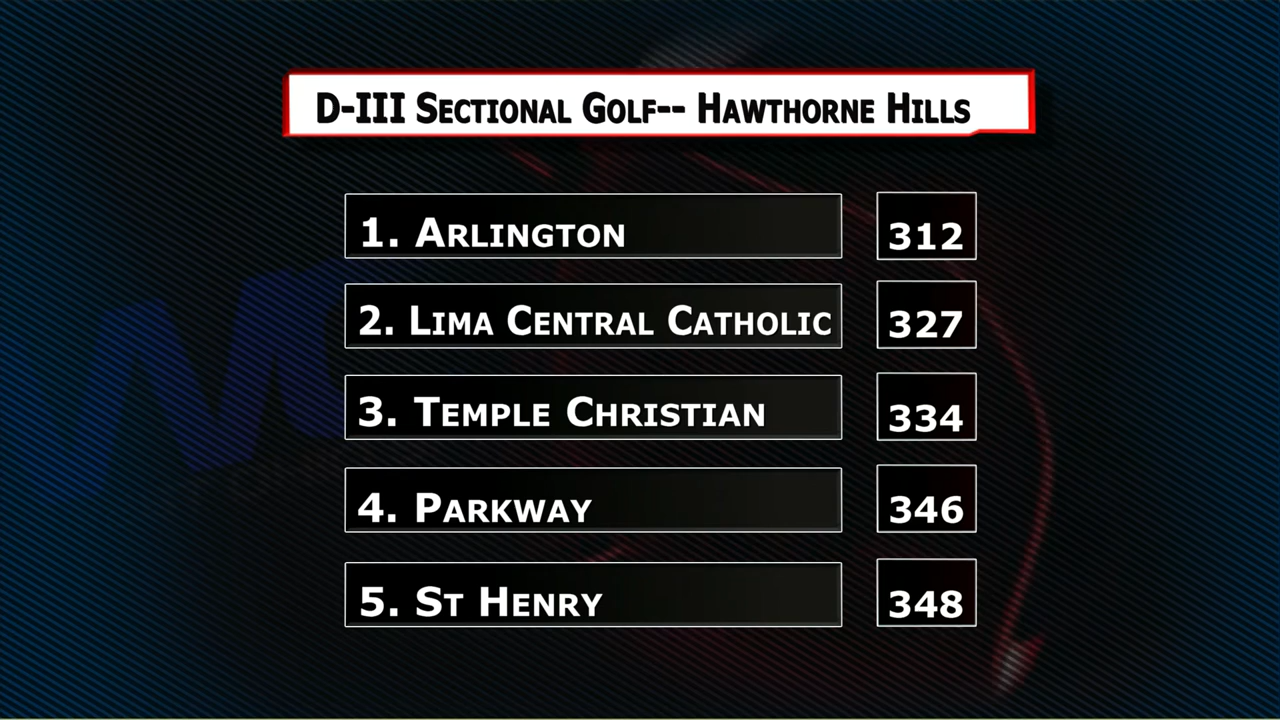 D-III Sectional Golf-- Hawthorne Hills
1. Arlington 312
2. Lima Central Catholic 327
3. Temple Christian 334
4. Parkway 346
5. St Henry 348